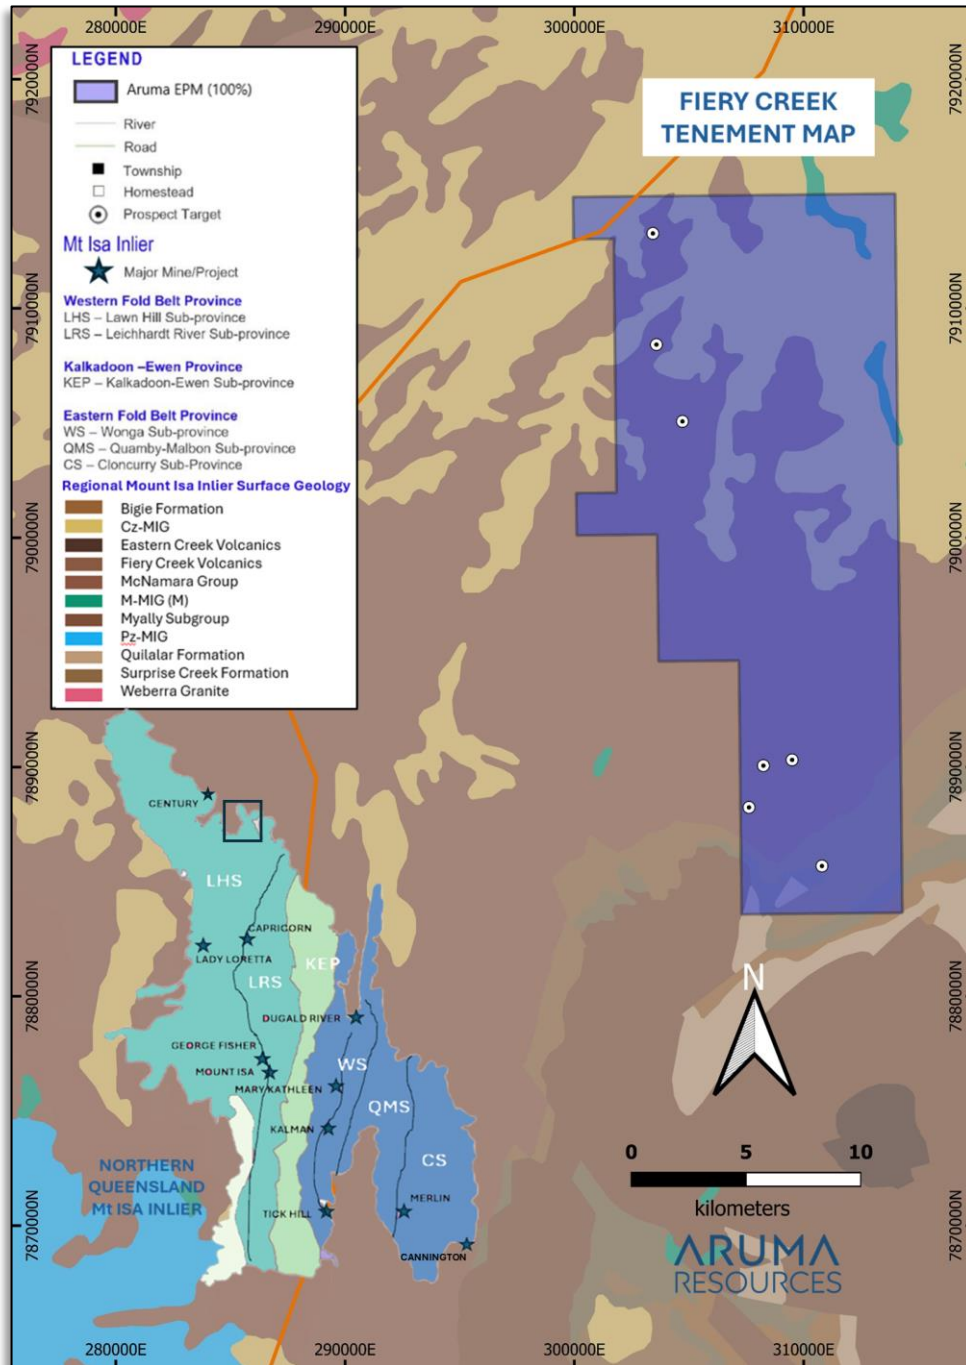 280000E
290000E
300000E
310000E
7920000N
7910000N
7900000N
7890000N
7880000N
7870000N
LEGEND
Aruma EPM (100%)
River
Road
Township
Homestead
Prospect Target
Mt Isa Inlier
Major Mine/Project
Western Fold Belt Province
LHS – Lawn Hill Sub-province
LRS – Leichhardt River Sub-province
Kalkadoon –Ewen Province
KEP – Kalkadoon-Ewen Sub-province
Eastern Fold Belt Province
WS – Wonga Sub-province
QMS – Quamby-Malbon Sub-province
CS – Cloncurry Sub-Province
Regional Mount Isa Inlier Surface Geology
Bigie Formation
Cz-MIG
Eastern Creek Volcanics
Fiery Creek Volcanics
McNamara Group
M-MIG (M)
Myally Subgroup
Pz-MIG
Quilalar Formation
Surprise Creek Formation
Weberra Granite
FIERY CREEK
TENEMENT MAP
7920000N
7910000N
7900000N
7890000N
7880000N
7870000N
CENTURY
LHS
CAPRICORN
LADY LORETTA
KEP
LRS
DUGALD RIVER
GEORGE FISHER
MOUNT ISA
WS
MARY KATHLEEN
QMS
KALMAN
CS
NORTHERN
QUEENSLAND
Mt ISA INLIER
MERLIN
TICK HILL
CANNINGTON
N
0 5 10
kilometers
ARUMA
RESOURCES
280000E
290000E
300000E
310000E